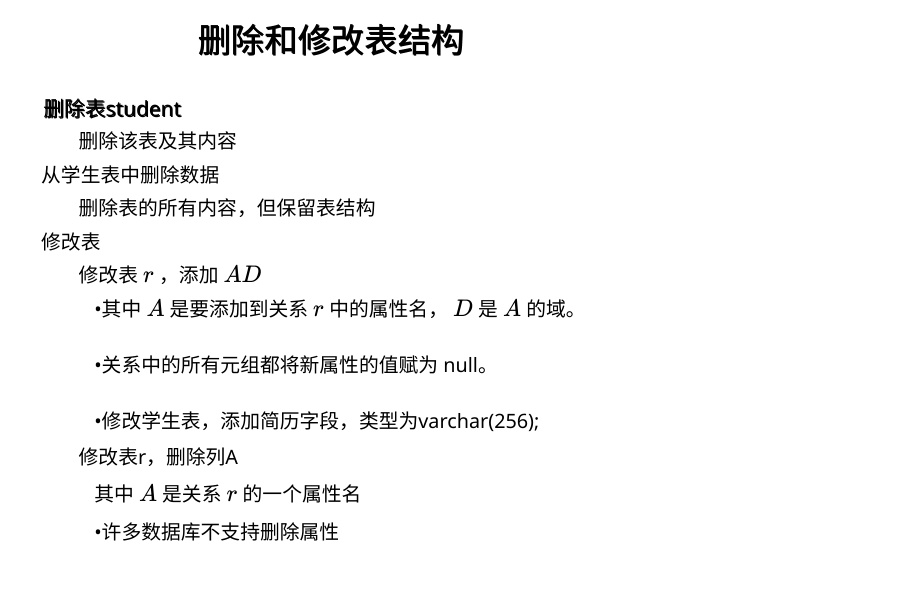 删除和修改表结构
删除表student
删除该表及其内容
从学生表中删除数据
删除表的所有内容，但保留表结构
修改表
修改表 r ，添加 AD
•其中 A 是要添加到关系 r 中的属性名， D 是 A 的域。
•关系中的所有元组都将新属性的值赋为 null。
•修改学生表，添加简历字段，类型为varchar(256);
修改表r，删除列A
其中 A 是关系 r 的一个属性名
•许多数据库不支持删除属性